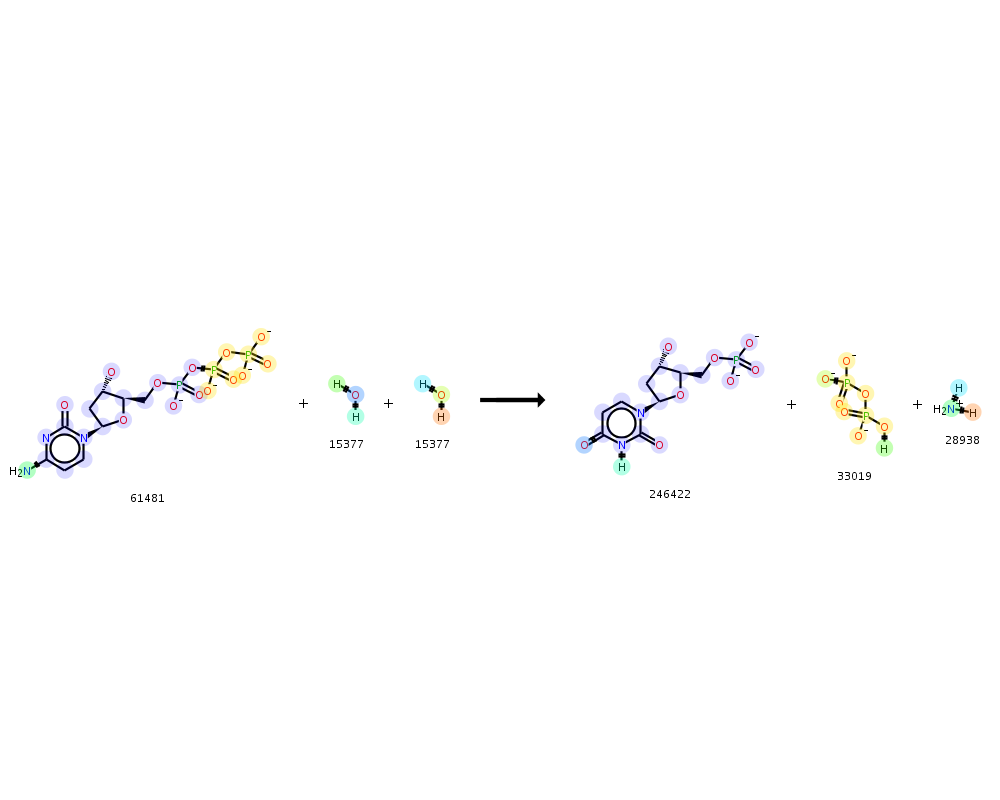 O
N
N
H2N
O
O
O
P
O
O-
O
P
O
O-
O
P
O-
O
O-
61481
+
H
O
H
15377
+
H
O
H
15377
O
O
O
P
O-
O
O-
N
N
H
O
O
246422
+
O-
O-
P
O
O
O
P
O-
O
H
33019
+
H
H2N+
H
28938